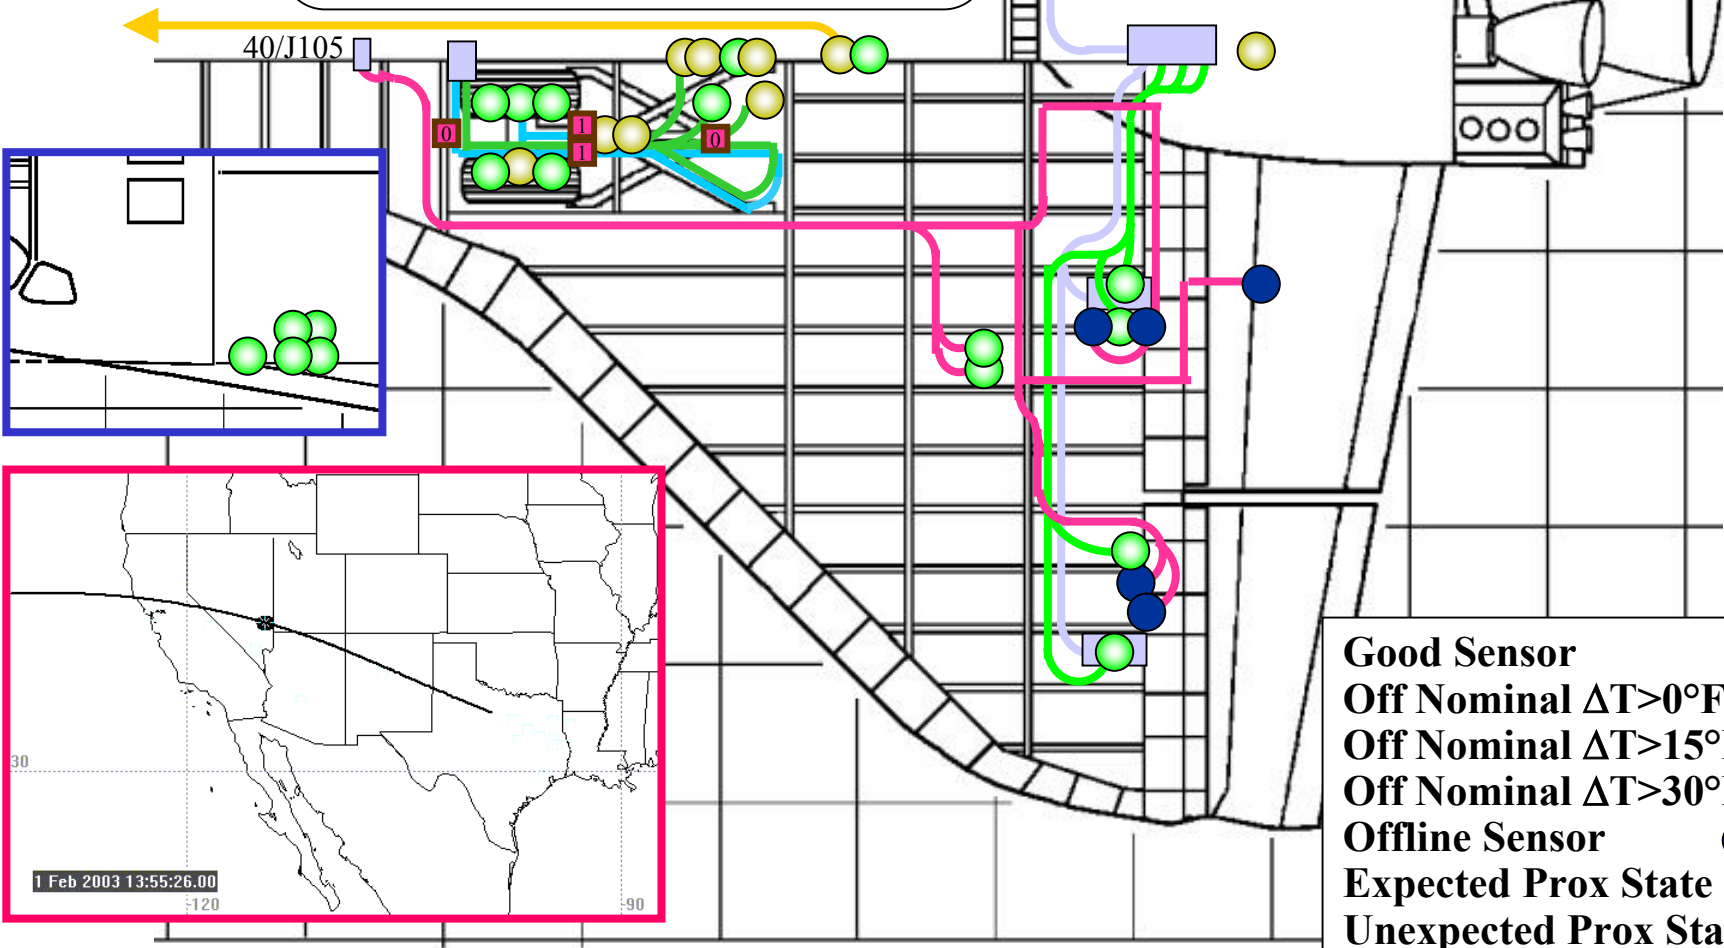 40/J105
0
1
1
0
30
1 Feb 2003 13:55:26.00
-120
-90
Good Sensor
Off Nominal ΔT>0°F
Off Nominal ΔT>15°
Off Nominal ΔT>30°
Offline Sensor
Expected Prox State
Unexpected Prox Sta